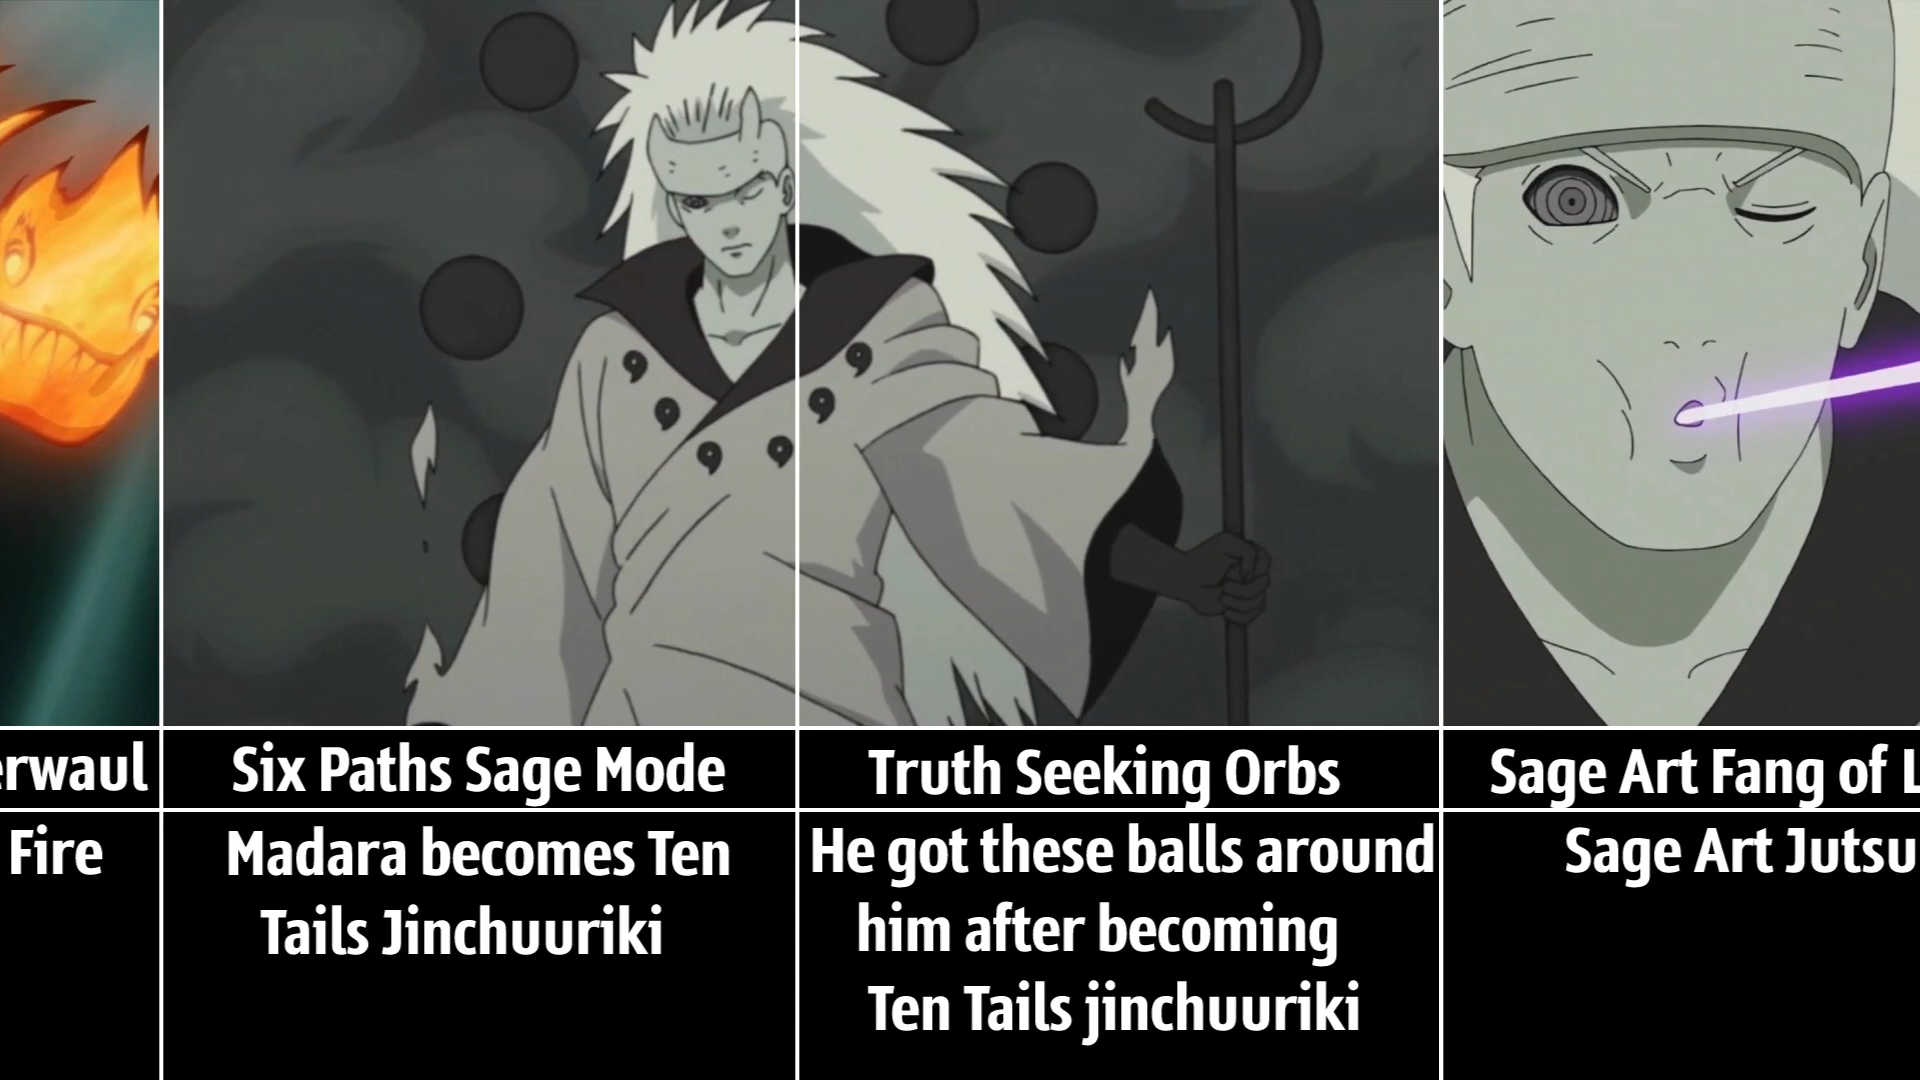 erwaul
Fire
Six Paths Sage Mode
Madara becomes Ten
Tails Jinchuuriki
Truth Seeking Orbs
He got these balls around
him after becoming
Ten Tails jinchuuriki
Sage Art Fang of L
Sage Art Jutsu